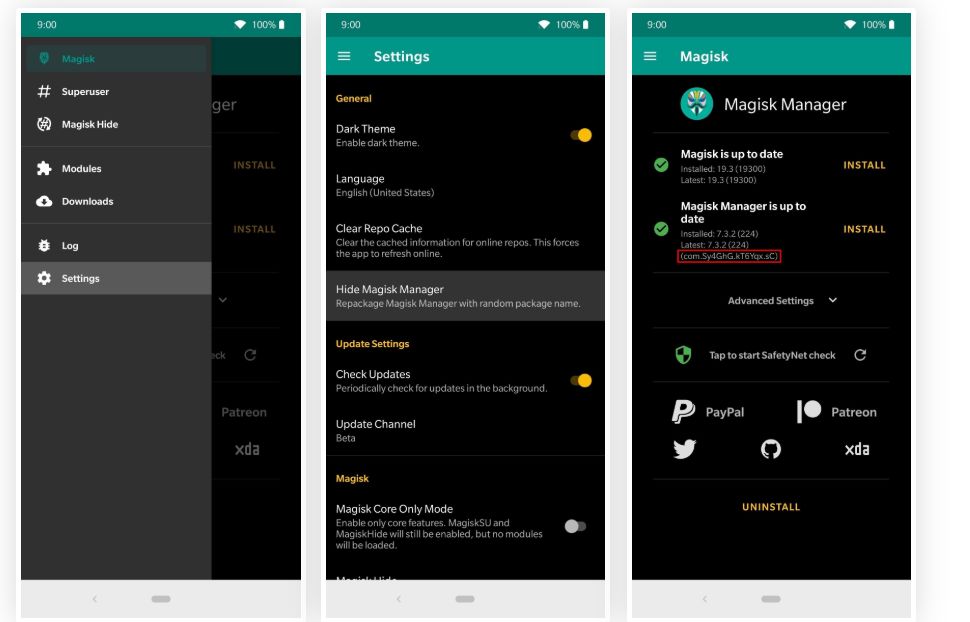 9:00
100%
Magisk
Superuser
Magisk Hide
Modules
Downloads
Log
Settings
ger
INSTALL
INSTALL
eck
Patreon
xda
9:00
100%
Settings
General
Dark Theme
Enable dark theme.
Language
English (United States)
Clear Repo Cache
Clear the cached information for online repos. This forces
the app to refresh online.
Hide Magisk Manager
Repackage Magisk Manager with random package name.
Update Settings
Check Updates
Periodically check for updates in the background.
Update Channel
Beta
Magisk
Magisk Core Only Mode
Enable only core features. MagiskSU and
MagiskHide will still be enabled, but no modules
will be loaded.
Magisk Hide
9:00
100%
Magisk
Magisk Manager
Magisk is up to date
Installed: 19.3 (19300)
Latest: 19.3 (19300)
INSTALL
Magisk Manager is up to
date
Installed: 7.3.2 (224)
Latest: 7.3.2 (224)
(com.Sy4GhG.kT6Yqx.sC)
INSTALL
Advanced Settings
Tap to start SafetyNet check
PayPal
Patreon
xda
UNINSTALL